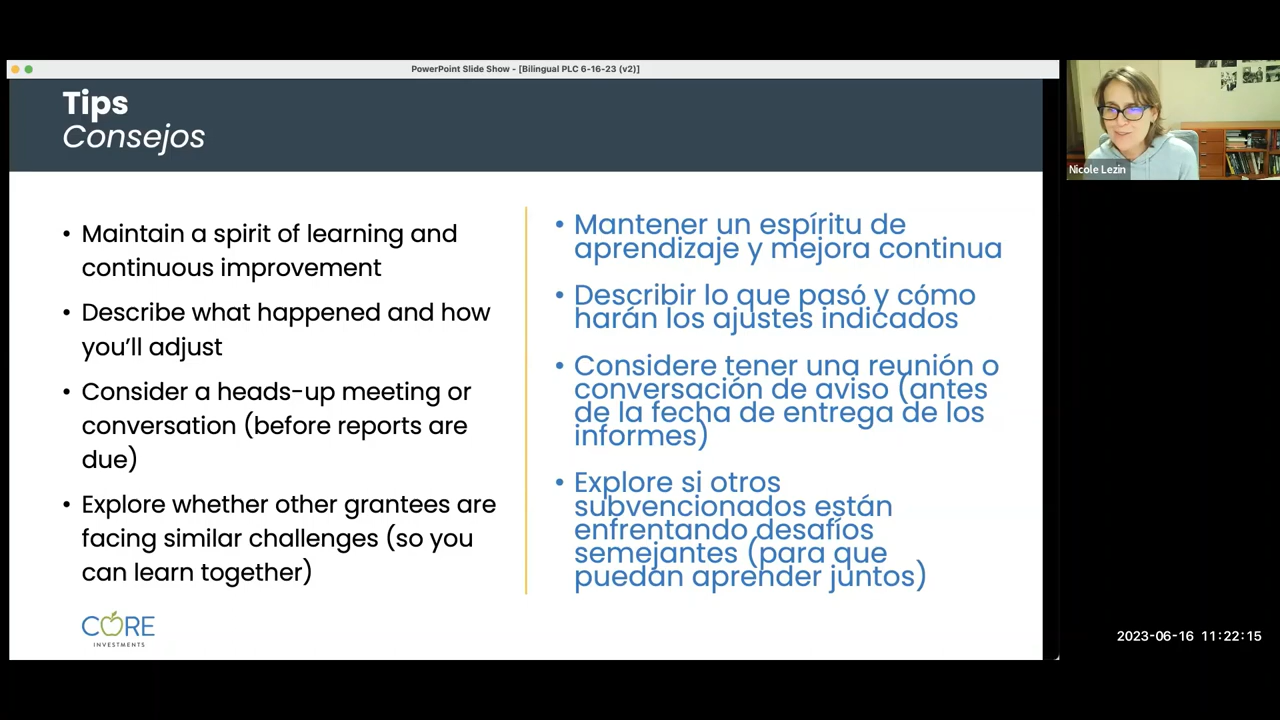 PowerPoint Slide Show - [Bilingual PLC 6-16-23 (v2)]
Tips
Consejos
• Maintain a spirit of learning and
continuous improvement
• Describe what happened and how
you'll adjust
• Consider a heads-up meeting or
conversation (before reports are
due)
• Explore whether other grantees are
facing similar challenges (so you
can learn together)
• Mantener un espíritu de
aprendizaje y mejora continua
• Describir lo que pasó y cómo
harán los ajustes indicados
• Considere tener una reunión o
conversación de aviso (antes
de la fecha de entrega de los
informes)
• Explore si otros
subvencionados están
enfrentando desafíos
semejantes (para que
puedan aprender juntos)
CORE
INVESTMENTS
Nicole Lezin
2023-06-16 11:22:15